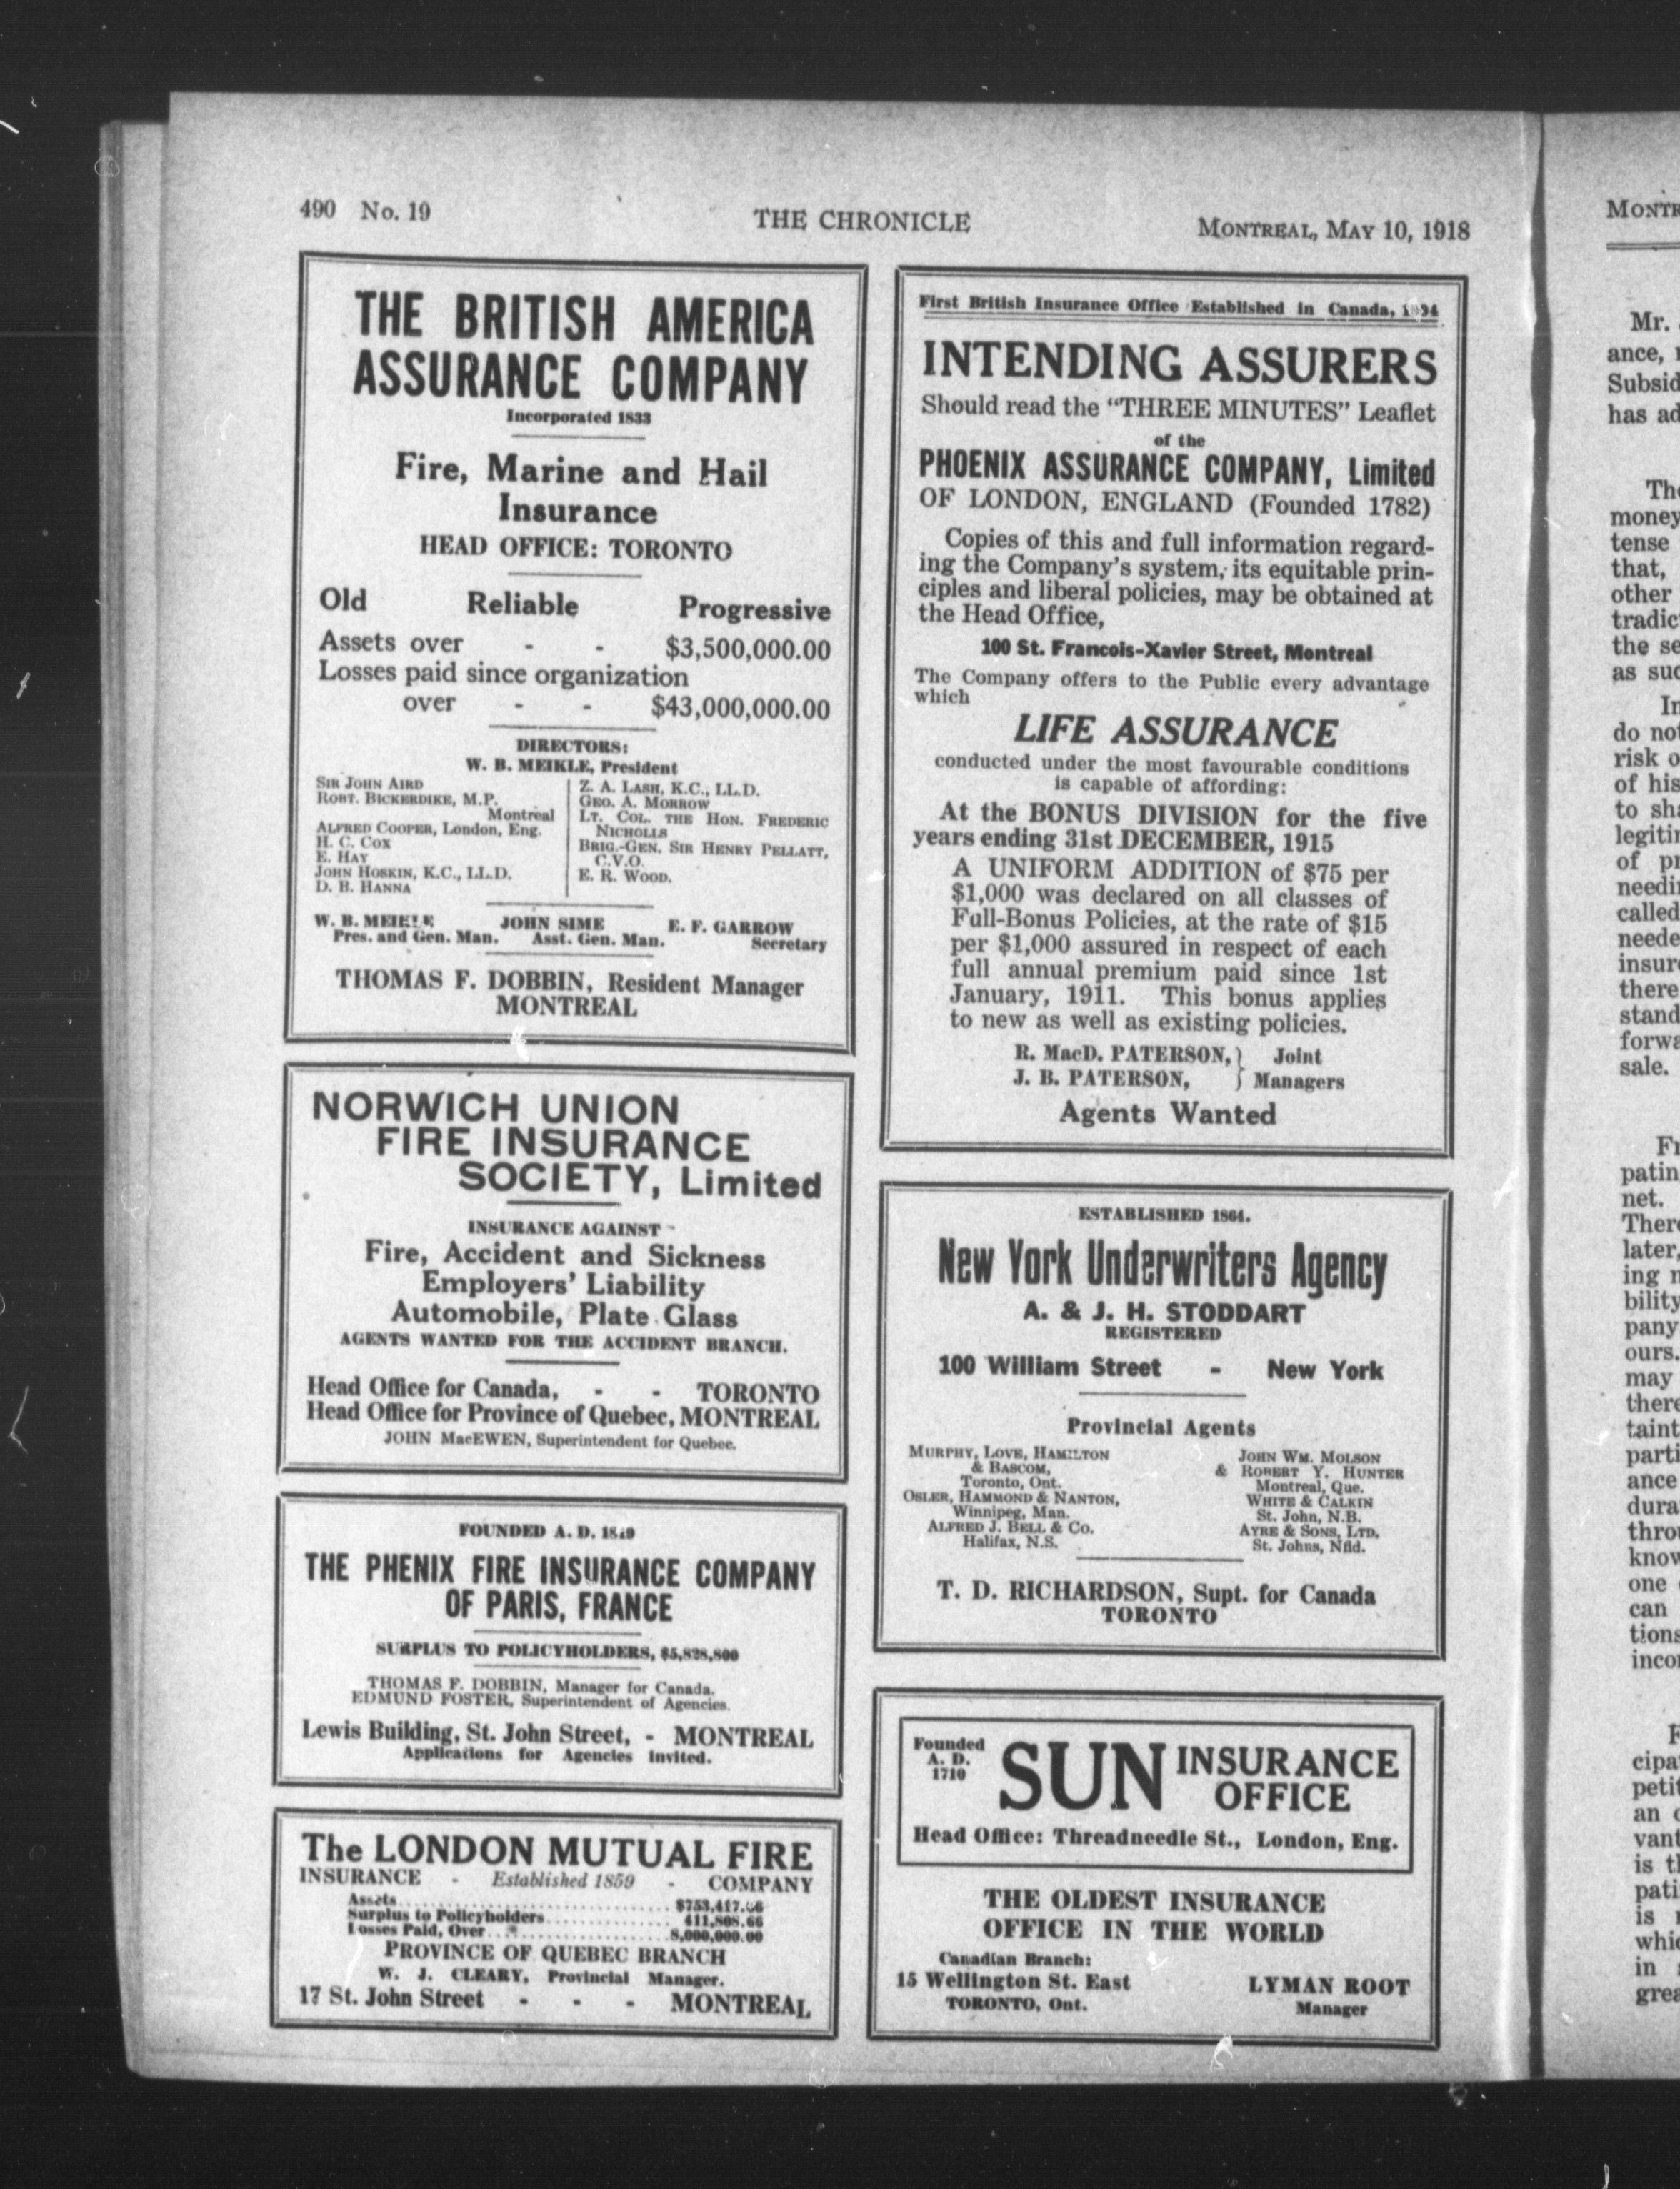 490 No. 19
THE CHRONICLE
MONTREAL, MAY 10, 1918
THE BRITISH AMERICA
ASSURANCE COMPANY
Incorporated 1833
Fire, Marine and Hail
Insurance
HEAD OFFICE: TORONTO
Old Reliable Progressive
Assets over - - $3,500,000.00
Losses paid since organization
over - - $43,000,000.00
DIRECTORS:
W. B. MEIKLE, President
SIR JOHN AIRD
ROBT. BICKERDIKE, M.P.
Montreal
ALFRED COOPER, London, Eng.
H. C. COX
E. HAY
JOHN HOSKIN, K.C., LL.D.
D. B. HANNA
Z. A. LASH, K.C., LL.D.
GEO. A. MORROW
LT. COL. THE HON. FREDERIC
NICHOLLS
BRIG.-GEN. SIR HENRY PELLATT,
C.V.O.
E. R. WOOD.
W. B. MEIKLE JOHN SIME E. F. GARROW
Pres. and Gen. Man. Asst. Gen. Man. Secretary
THOMAS F. DOBBIN, Resident Manager
MONTREAL
NORWICH UNION
FIRE INSURANCE
SOCIETY, Limited
INSURANCE AGAINST
Fire, Accident and Sickness
Employers' Liability
Automobile, Plate Glass
AGENTS WANTED FOR THE ACCIDENT BRANCH.
Head Office for Canada, - - TORONTO
Head Office for Province of Quebec, MONTREAL
JOHN MacEWEN, Superintendent for Quebec.
FOUNDED A. D.
THE PHENIX FIRE INSURANCE COMPANY
OF PARIS, FRANCE
SURPLUS TO POLICYHOLDERS, $5,828,800
THOMAS F. DOBBIN, Manager for Canada.
EDMUND FOSTER, Superintendent of Agencies.
Lewis Building, St. John Street, - MONTREAL
Applications for Agencies Invited.
The LONDON MUTUAL FIRE
INSURANCE - Established 1859 - COMPANY
Assets
Surplus to Policyholders 411,808.66
Losses Paid, Over 8,000,000.00
PROVINCE OF QUEBEC BRANCH
W. J. CLEARY, Provincial Manager.
17 St. John Street - - - MONTREAL
First British Insurance Office Established in Canada,
INTENDING ASSURERS
Should read the "THREE MINUTES" Leaflet
of the
PHOENIX ASSURANCE COMPANY, Limited
OF LONDON, ENGLAND (Founded 1782)
Copies of this and full information regard-
ing the Company's system, its equitable prin-
ciples and liberal policies, may be obtained at
the Head Office,
100 St. Francois-Xavier Street, Montreal
The Company offers to the Public every advantage
which
LIFE ASSURANCE
conducted under the most favourable conditions
is capable of affording:
At the BONUS DIVISION for the five
years ending 31st DECEMBER, 1915
A UNIFORM ADDITION of $75 per
$1,000 was declared on all classes of
Full-Bonus Policies, at the rate of $15
per $1,000 assured in respect of each
full annual premium paid since 1st
January, 1911. This bonus applies
to new as well as existing policies.
R. MacD. PATERSON, } Joint
J. B. PATERSON, } Managers
Agents Wanted
ESTABLISHED 1864.
New York Underwriters Agency
A. & J. H. STODDART
REGISTERED
100 William Street - New York
Provincial Agents
MURPHY, LOVE, HAMILTON
& BASCOM,
Toronto, Ont.
OSLER, HAMMOND & NANTON,
Winnipeg, Man.
ALFRED J. BELL & CO.
Halifax, N.S.
JOHN WM. MOLSON
& ROBERT Y. HUNTER
Montreal, Que.
WHITE & CALKIN
St. John, N.B.
AYRE & SONS, LTD.
St. Johns, Nfld.
T. D. RICHARDSON, Supt. for Canada
TORONTO
Founded
A. D.
1710
SUN INSURANCE
OFFICE
Head Office: Threadneedle St., London, Eng.
THE OLDEST INSURANCE
OFFICE IN THE WORLD
Canadian Branch:
15 Wellington St. East
TORONTO, Ont.
LYMAN ROOT
Manager